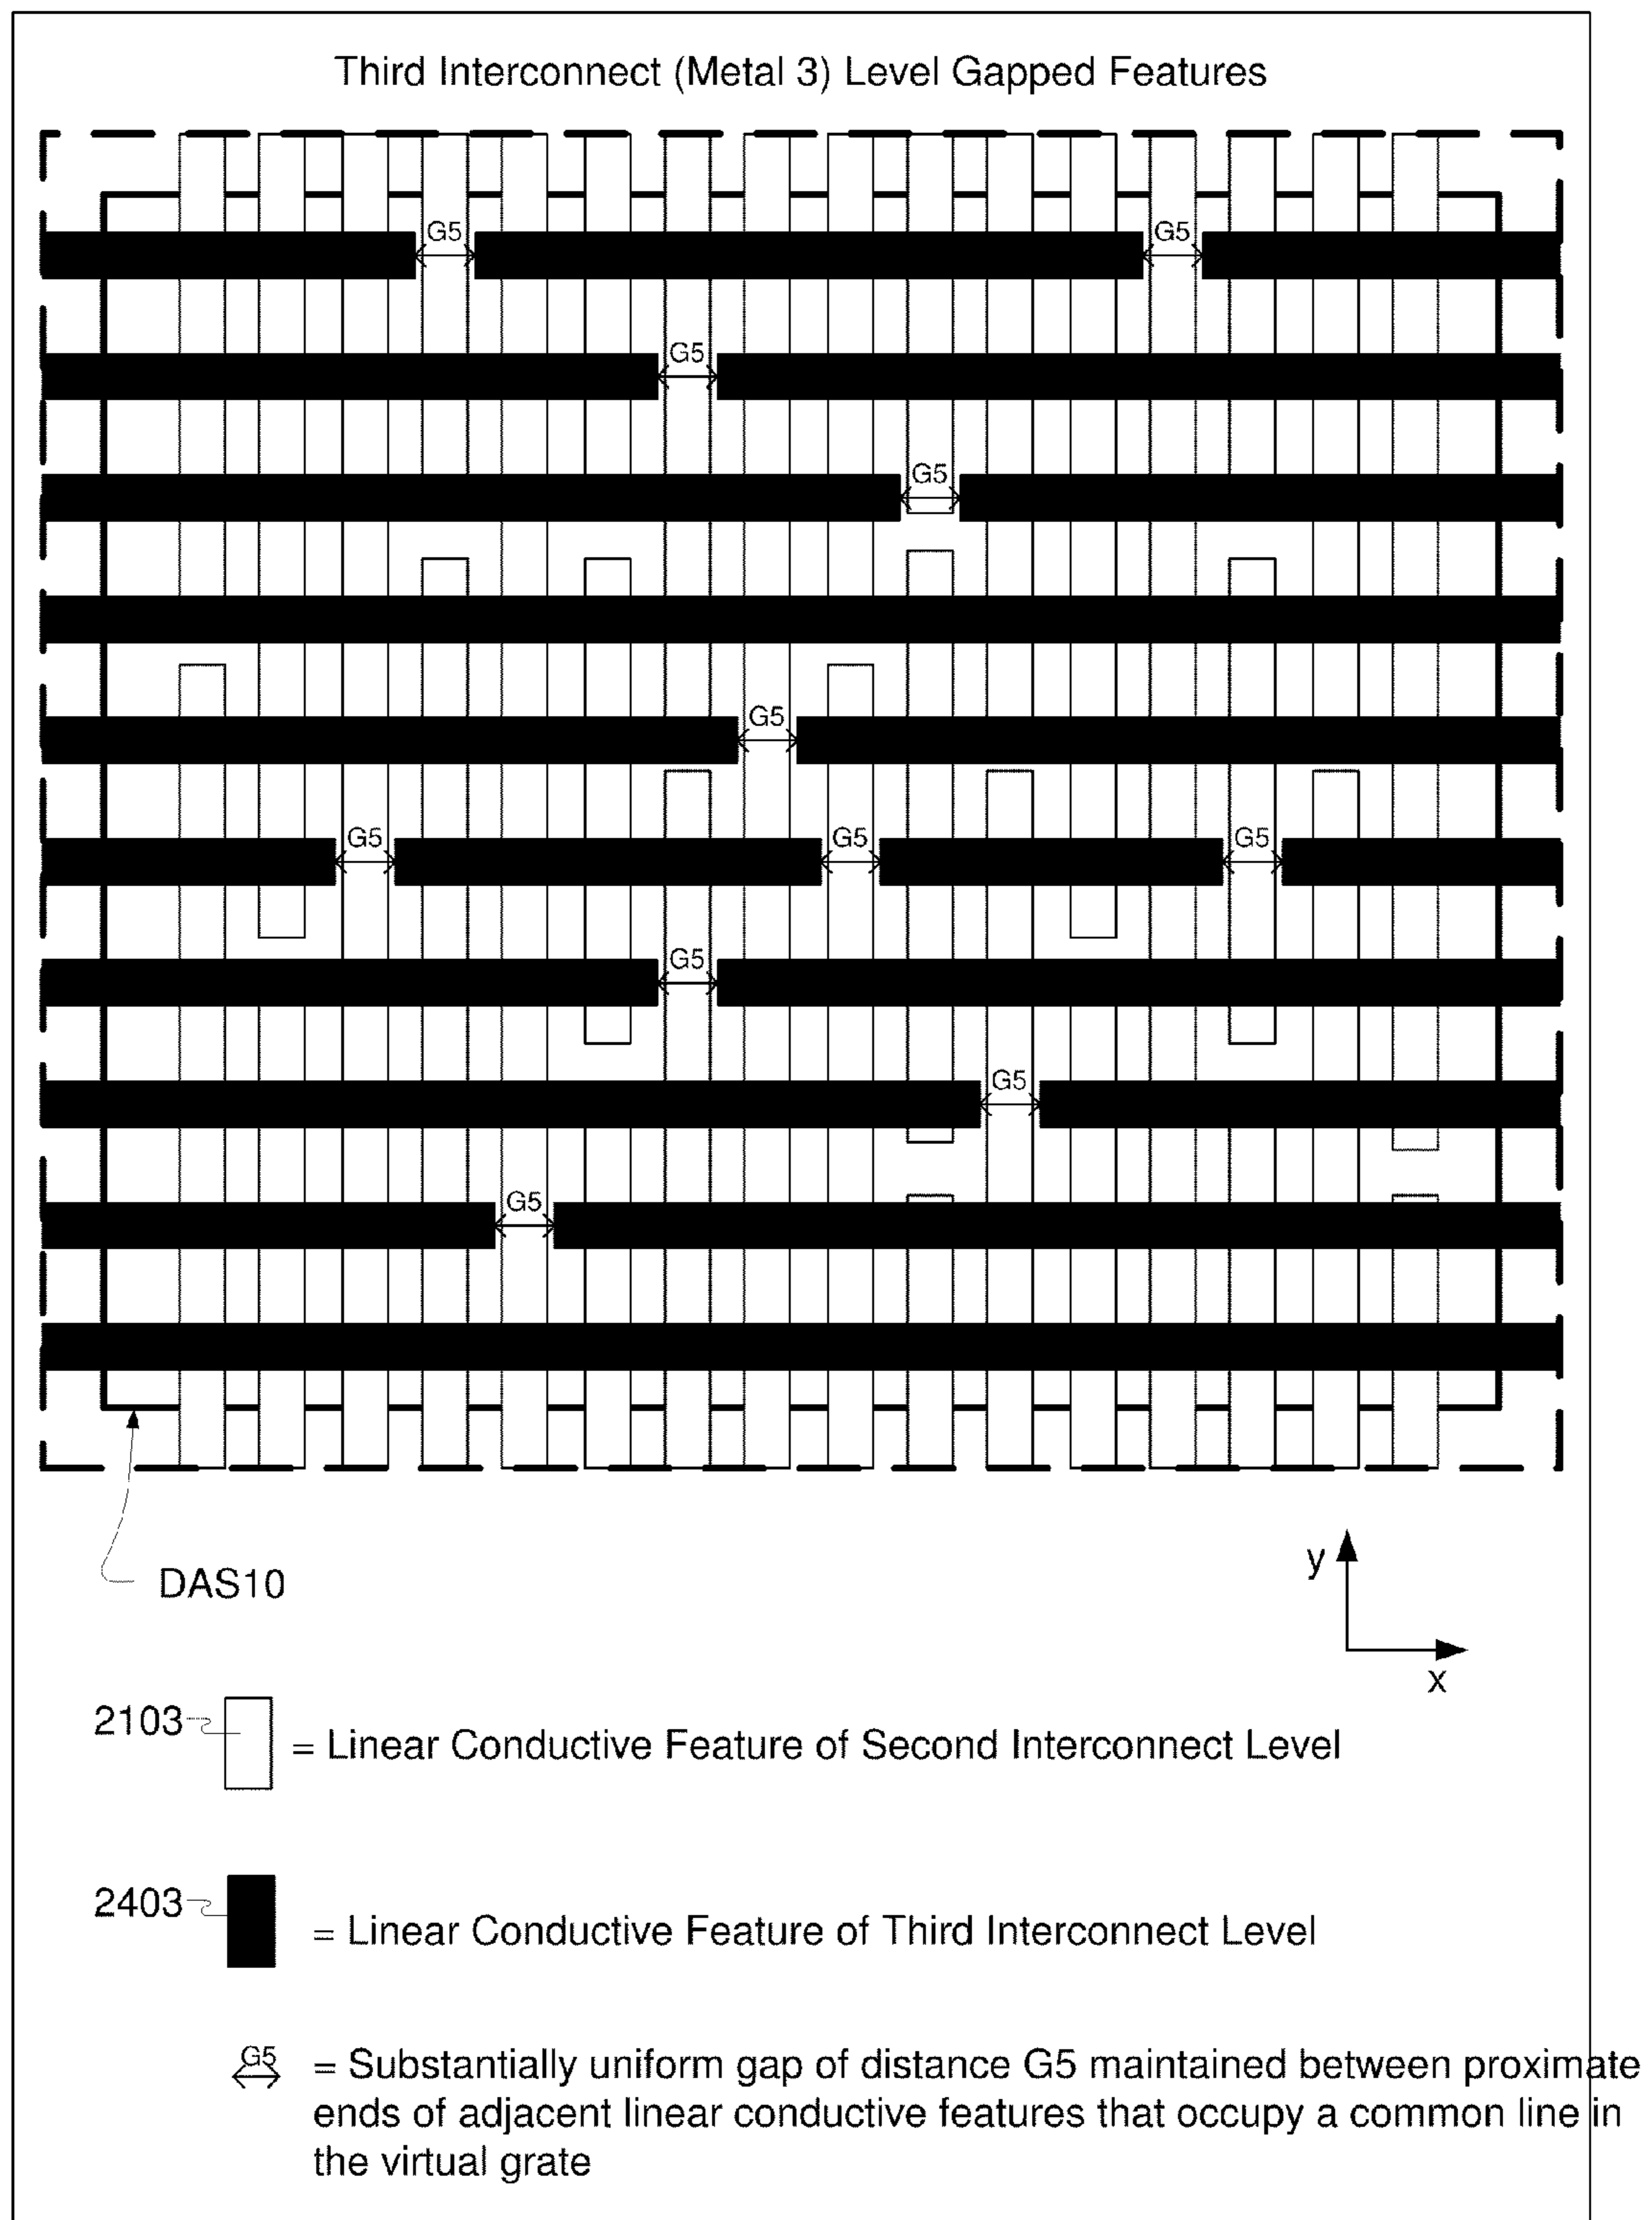 Third Interconnect (Metal 3) Level Gapped Features
G5 G5
G5
G5
G5
G5 G5 G5
G5
G5
G5
DAS10
y
x
2103
= Linear Conductive Feature of Second Interconnect Level
2403
= Linear Conductive Feature of Third Interconnect Level
G5
= Substantially uniform gap of distance G5 maintained between proximate
ends of adjacent linear conductive features that occupy a common line in
the virtual grate